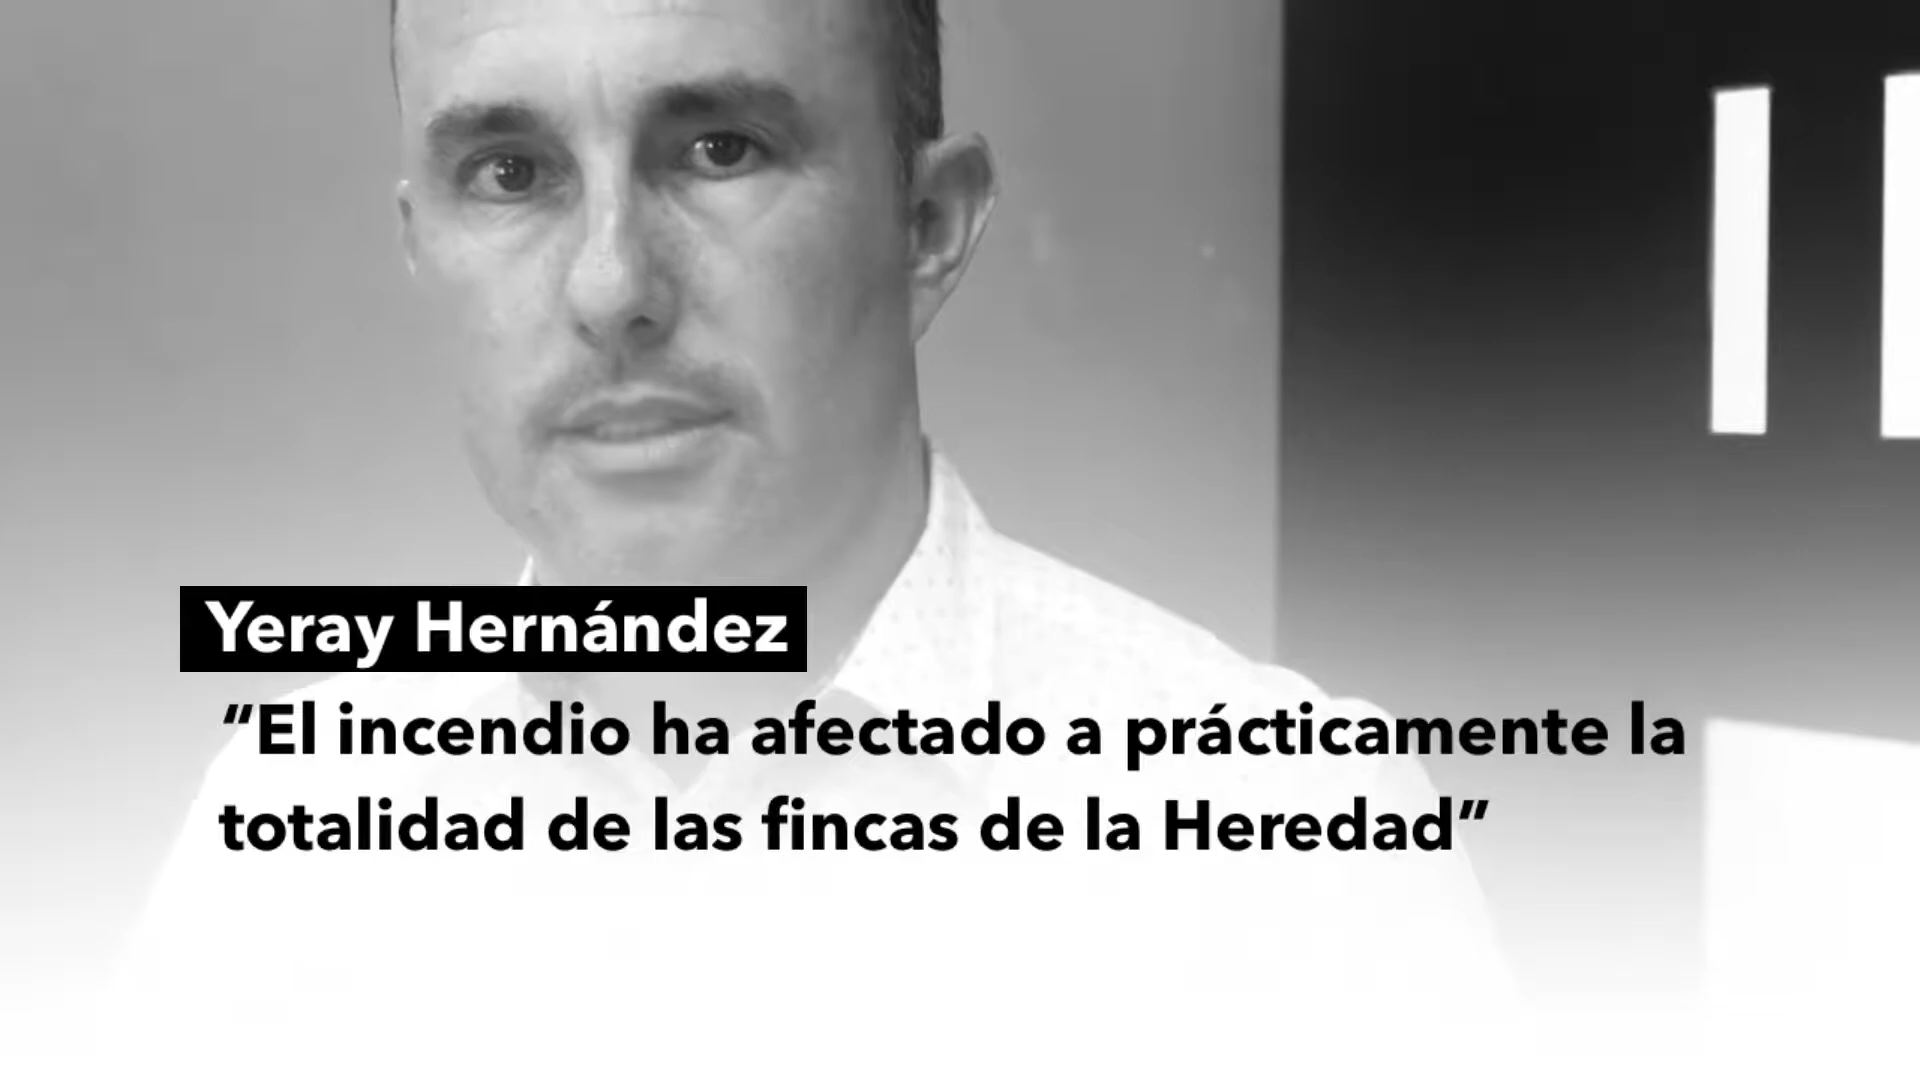 Yeray Hernández
“El incendio ha afectado a prácticamente la
totalidad de las fincas de la Heredad”